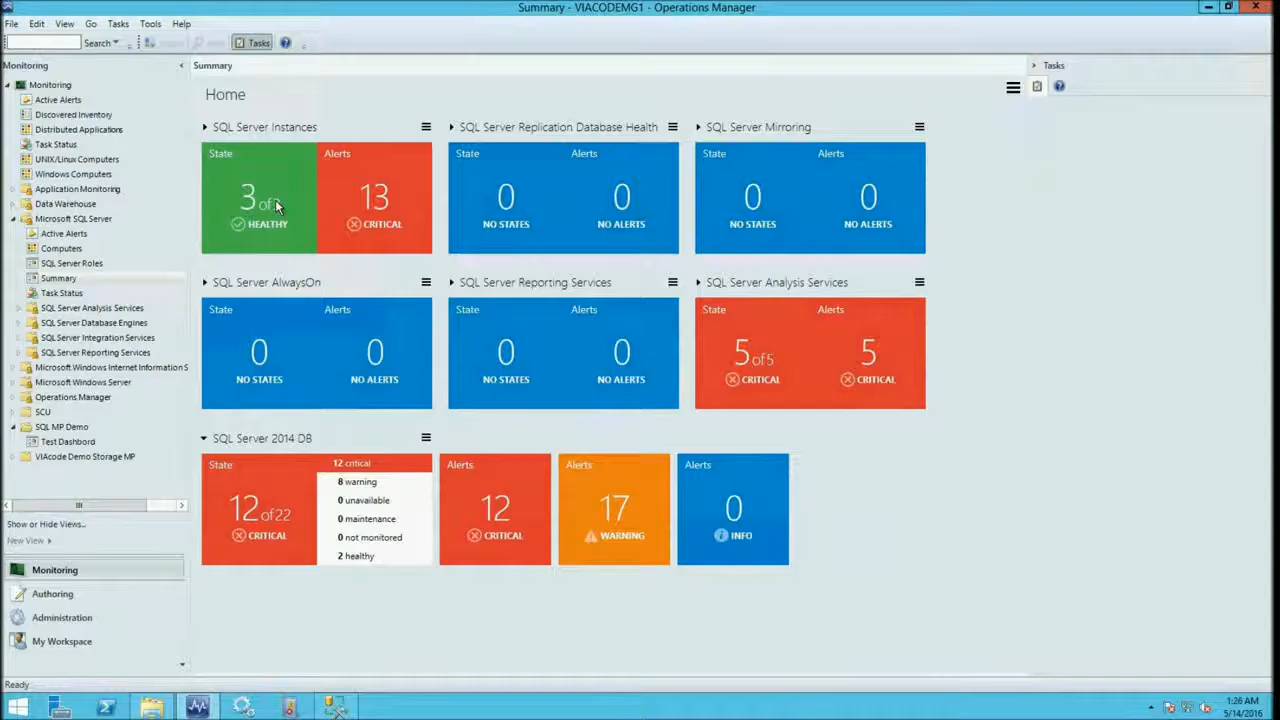 Summary - VIACODEMG1 - Operations Manager
File Edit View Go Tasks Tools Help
Search Tasks
Monitoring
Summary
Tasks
Monitoring
Active Alerts
Discovered Inventory
Distributed Applications
Task Status
UNIX/Linux Computers
Windows Computers
Application Monitoring
Data Warehouse
Microsoft SQL Server
Active Alerts
Computers
SQL Server Roles
Summary
Task Status
SQL Server Analysis Services
SQL Server Database Engines
SQL Server Integration Services
SQL Server Reporting Services
Microsoft Windows Internet Information S
Microsoft Windows Server
Operations Manager
SCU
SQL MP Demo
Test Dashbord
VIAcode Demo Storage MP
Show or Hide Views...
New View
Monitoring
Authoring
Administration
My Workspace
Home
SQL Server Instances
State Alerts
3 of 13
HEALTHY CRITICAL
SQL Server Replication Database Health
State Alerts
0 0
NO STATES NO ALERTS
SQL Server Mirroring
State Alerts
0 0
NO STATES NO ALERTS
SQL Server AlwaysOn
State Alerts
0 0
NO STATES NO ALERTS
SQL Server Reporting Services
State Alerts
0 0
NO STATES NO ALERTS
SQL Server Analysis Services
State Alerts
5 of 5 5
CRITICAL CRITICAL
SQL Server 2014 DB
State
12 of 22
CRITICAL
12 critical
8 warning
0 unavailable
0 maintenance
0 not monitored
2 healthy
Alerts
12
CRITICAL
Alerts
17
WARNING
Alerts
0
INFO
Ready
1:26 AM
5/14/2016